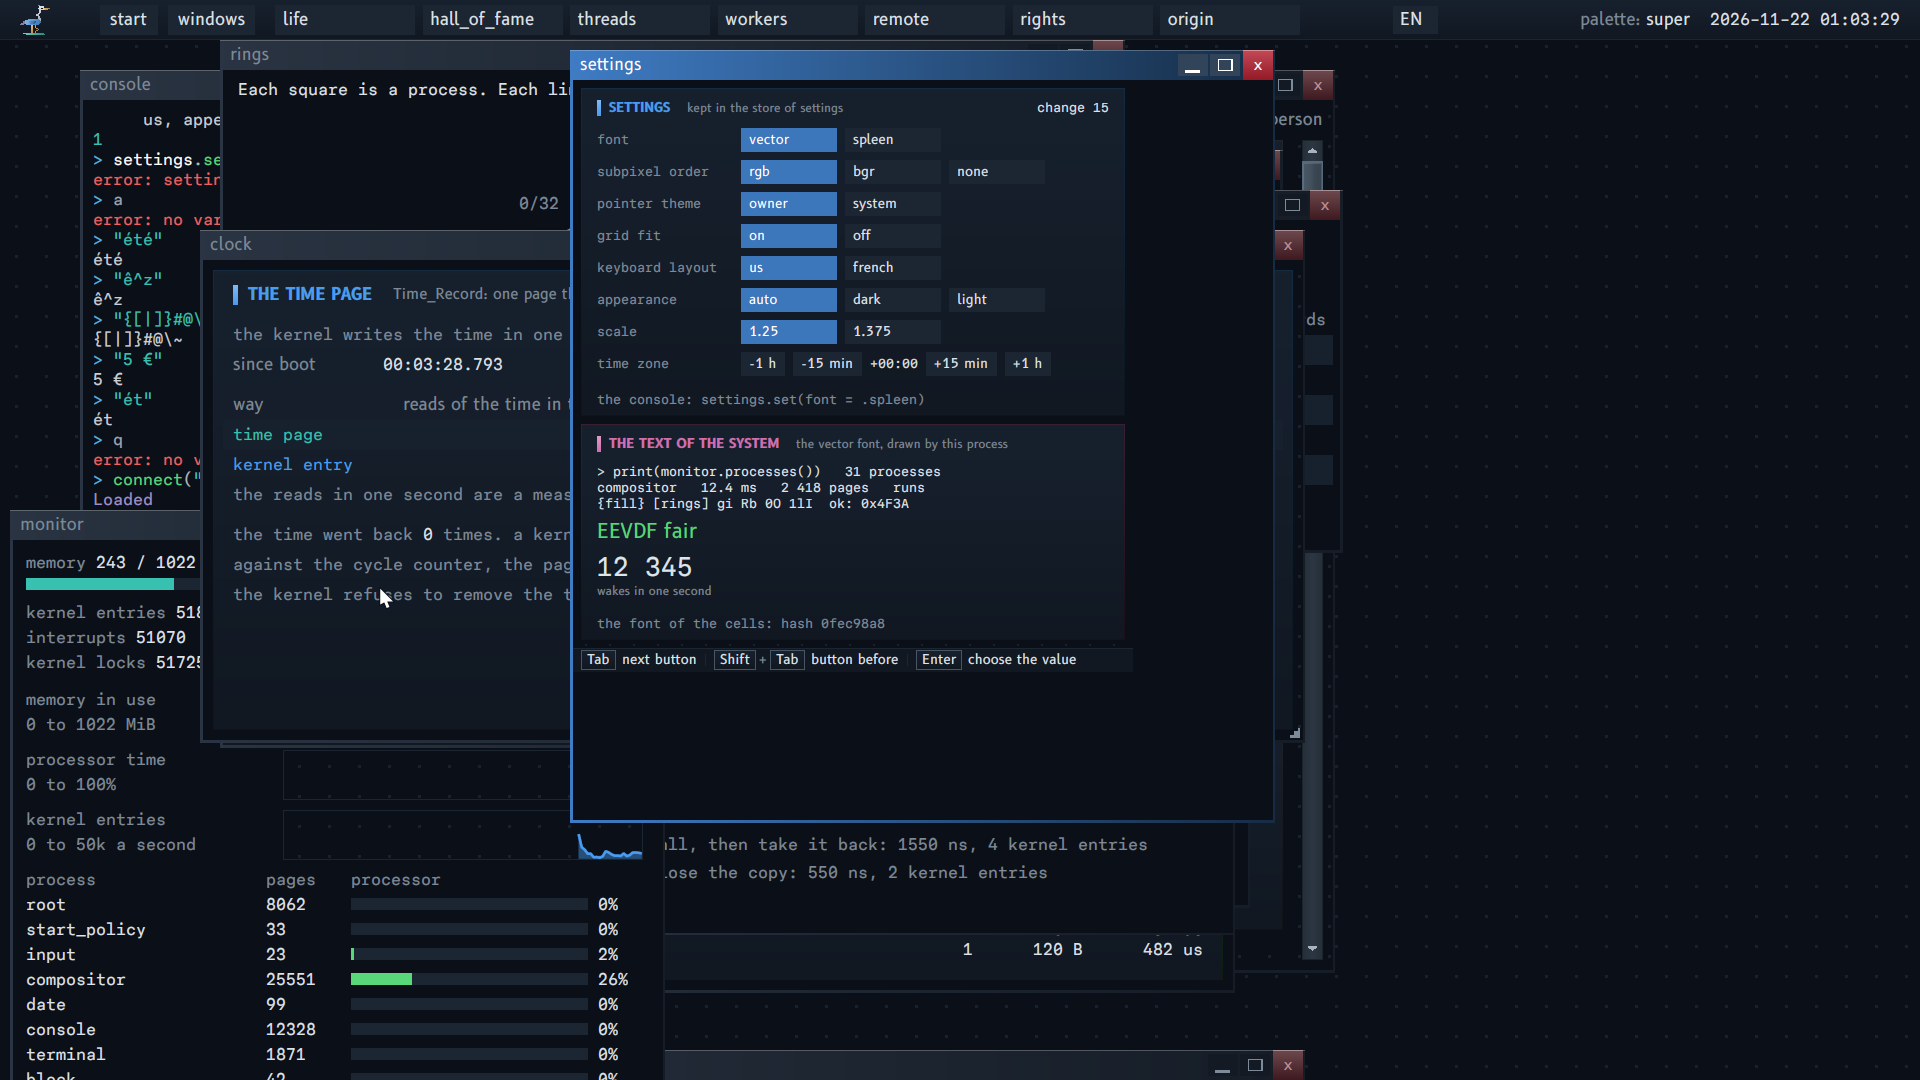 start windows life hall_of_fame threads workers remote rights origin EN palette: super 2026-11-22 01:03:29
rings
Each square is a process. Each
0/32
console
us,
1
> settings.
error:
> a
error: no
> "été"
été
> "ê^z"
ê^z
> "{[|]}#@\
{[|]}#@\~
> "5 €"
5 €
> "ét"
ét
> q
error: no
> connect("
Loaded
clock
THE TIME PAGE Time_Record: one page
the kernel writes the time in one
since boot 00:03:28.793
way reads of the time in
time page
kernel entry
the reads in one second are a
the time went back 0 times. a
against the cycle counter, the
the kernel refuses to remove the
settings x
SETTINGS kept in the store of settings change 15
font vector spleen
subpixel order rgb bgr none
pointer theme owner system
grid fit on off
keyboard layout us french
appearance auto dark light
scale 1.25 1.375
time zone -1 h -15 min +00:00 +15 min +1 h
the console: settings.set(font = .spleen)
THE TEXT OF THE SYSTEM the vector font, drawn by this process
> print(monitor.processes()) 31 processes
compositor 12.4 ms 2 418 pages runs
{fill} [rings] gi Rb 0O 1lI ok: 0x4F3A
EEVDF fair
12 345
wakes in one second
the font of the cells: hash 0fec98a8
Tab next button Shift + Tab button before Enter choose the value
x
person
x
x
ds
monitor
memory 243 / 1022
kernel entries
interrupts 51070
kernel locks
memory in use
0 to 1022 MiB
processor time
0 to 100%
kernel entries
0 to 50k a second
process pages processor
root 8062 0%
start_policy 33 0%
input 23 2%
compositor 25551 26%
date 99 0%
console 12328 0%
terminal 1871 0%
then take it back: 1550 ns, 4 kernel entries
the copy: 550 ns, 2 kernel entries
1 120 B 482 us
x